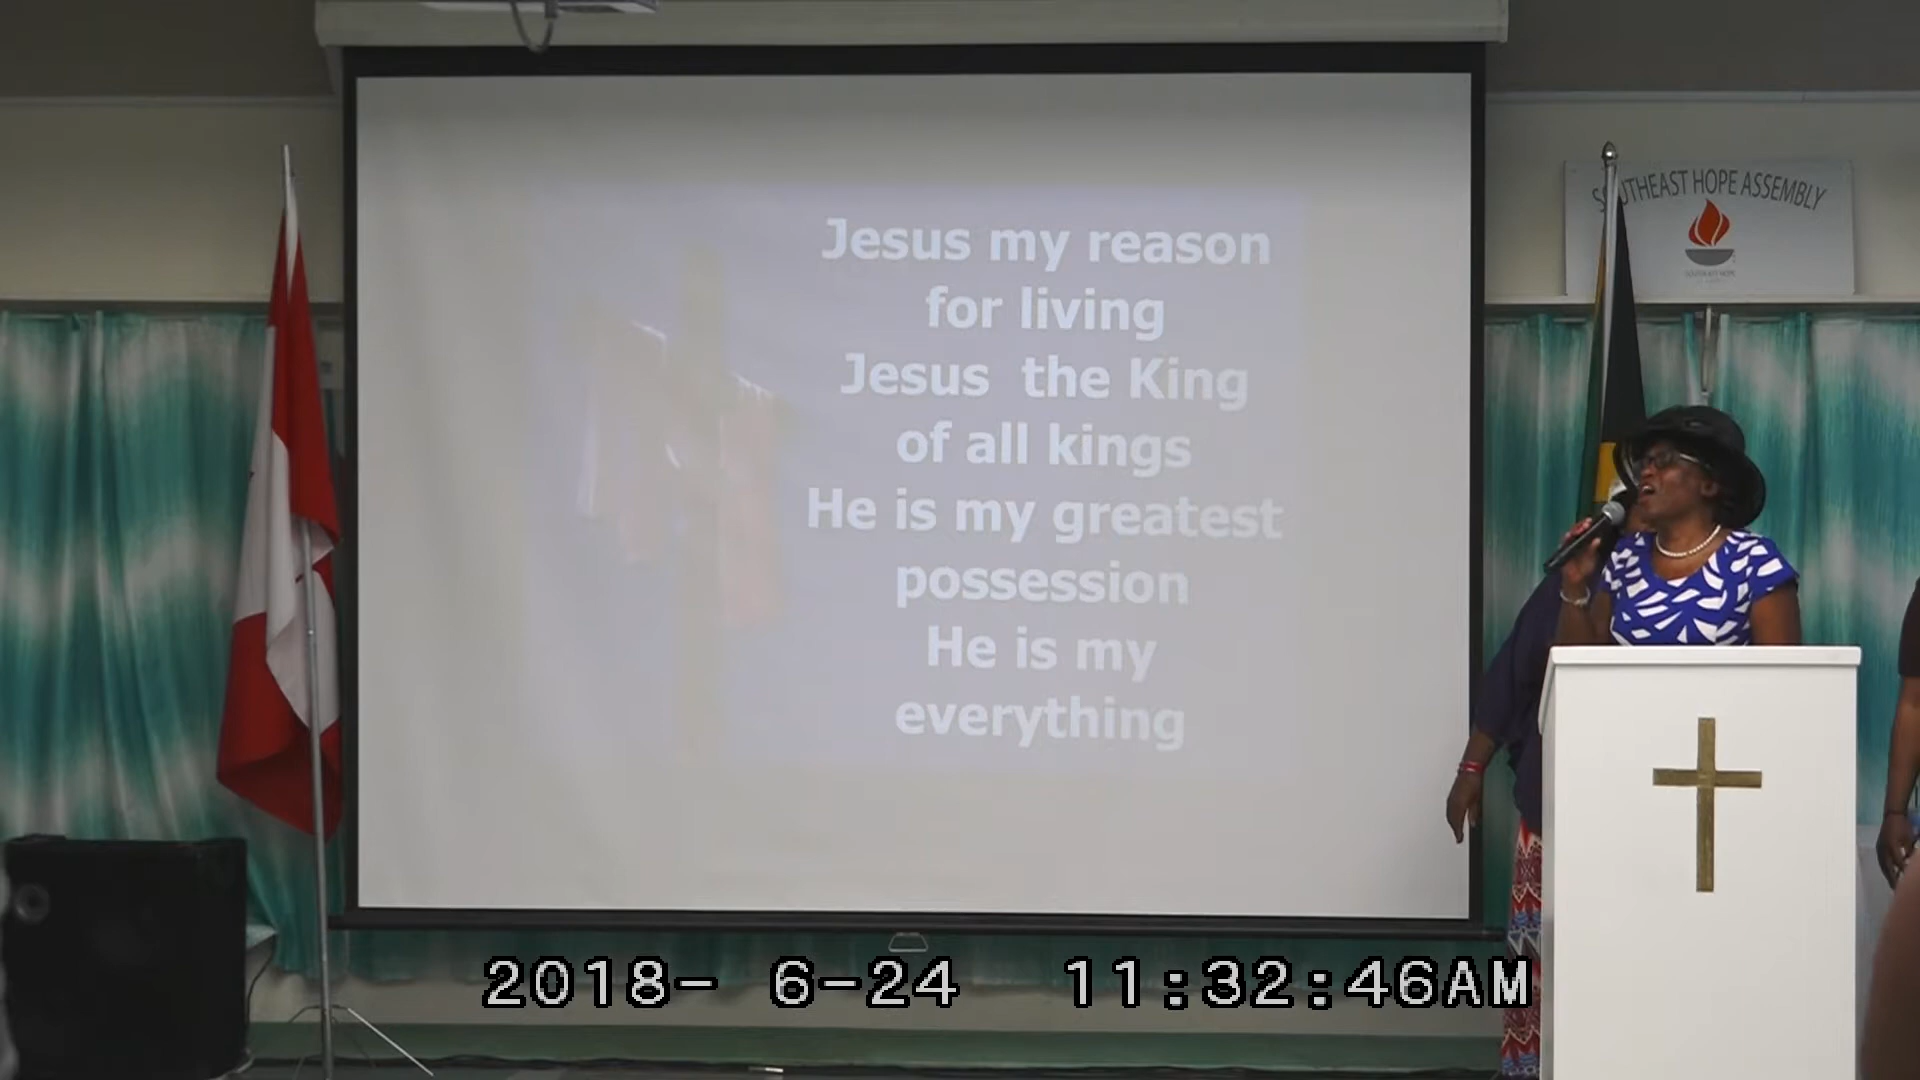 Jesus my reason
for living
Jesus the King
of all kings
He is my greatest
possession
He is my
everything
SOUTHEAST HOPE ASSEMBLY
2018- 6-24 11:32:46AM